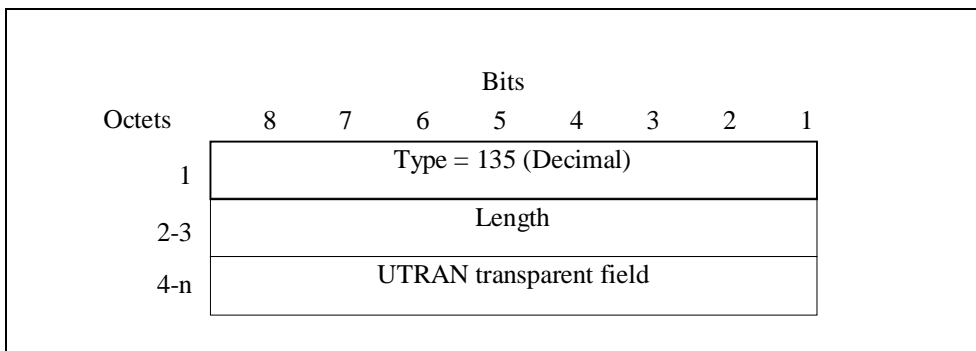 Bits
Octets 8 7 6 5 4 3 2 1
1 Type = 135 (Decimal)
2-3 Length
4-n UTRAN transparent field